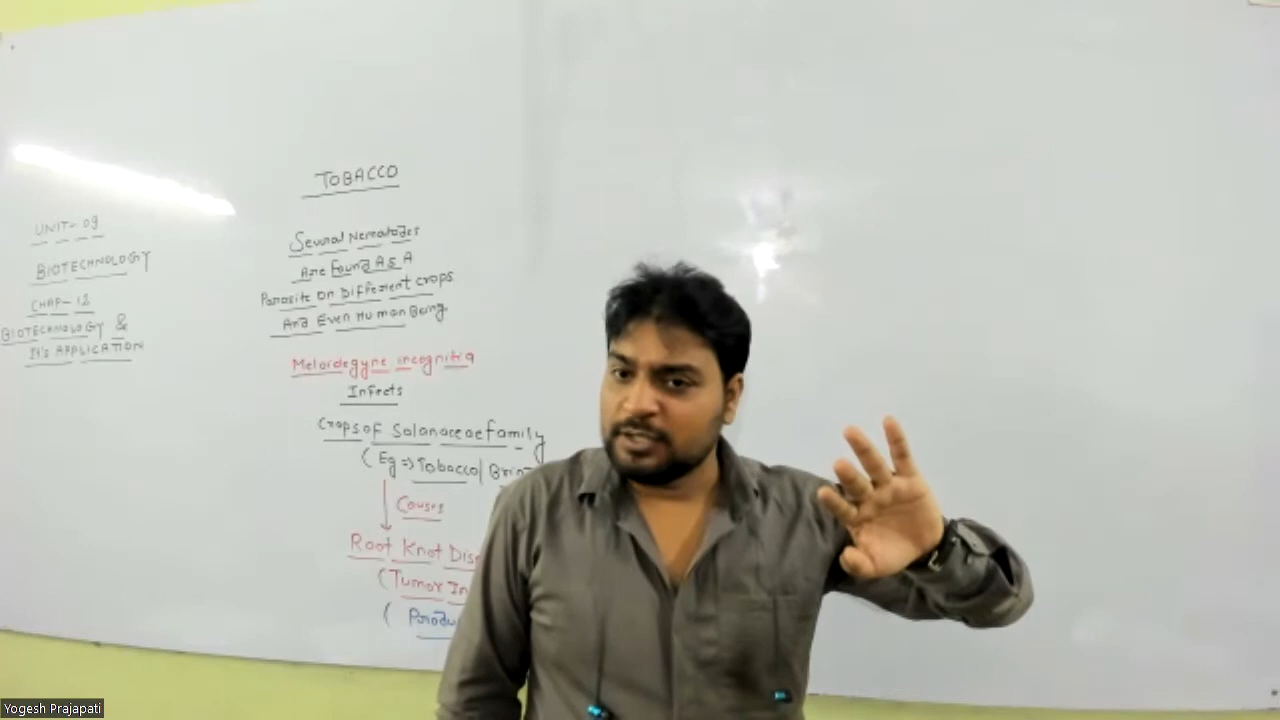 UNIT- 09
BIOTECHNOLOGY
CHAP- 12
BIOTECHNOLOGY &
It's APPLICATION
TOBACCO
Several Nematodes
Are Found As A
Parasite on Different crops
And Even Human Being.
Meloidegyne incognitia
Infects
Crops of Solanaceae family
( Eg => Tobacco/
Causes
Root Knot
( Tumor
(
Yogesh Prajapati